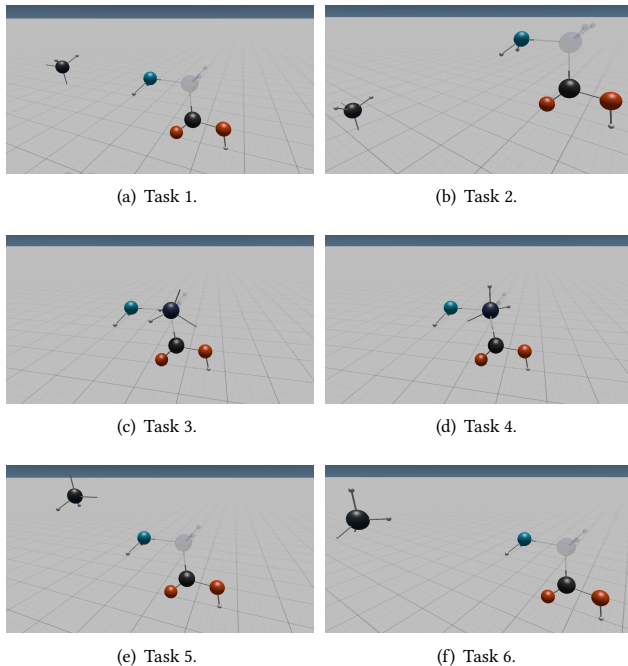 (a) Task 1.
(b) Task 2.
(c) Task 3.
(d) Task 4.
(e) Task 5.
(f) Task 6.